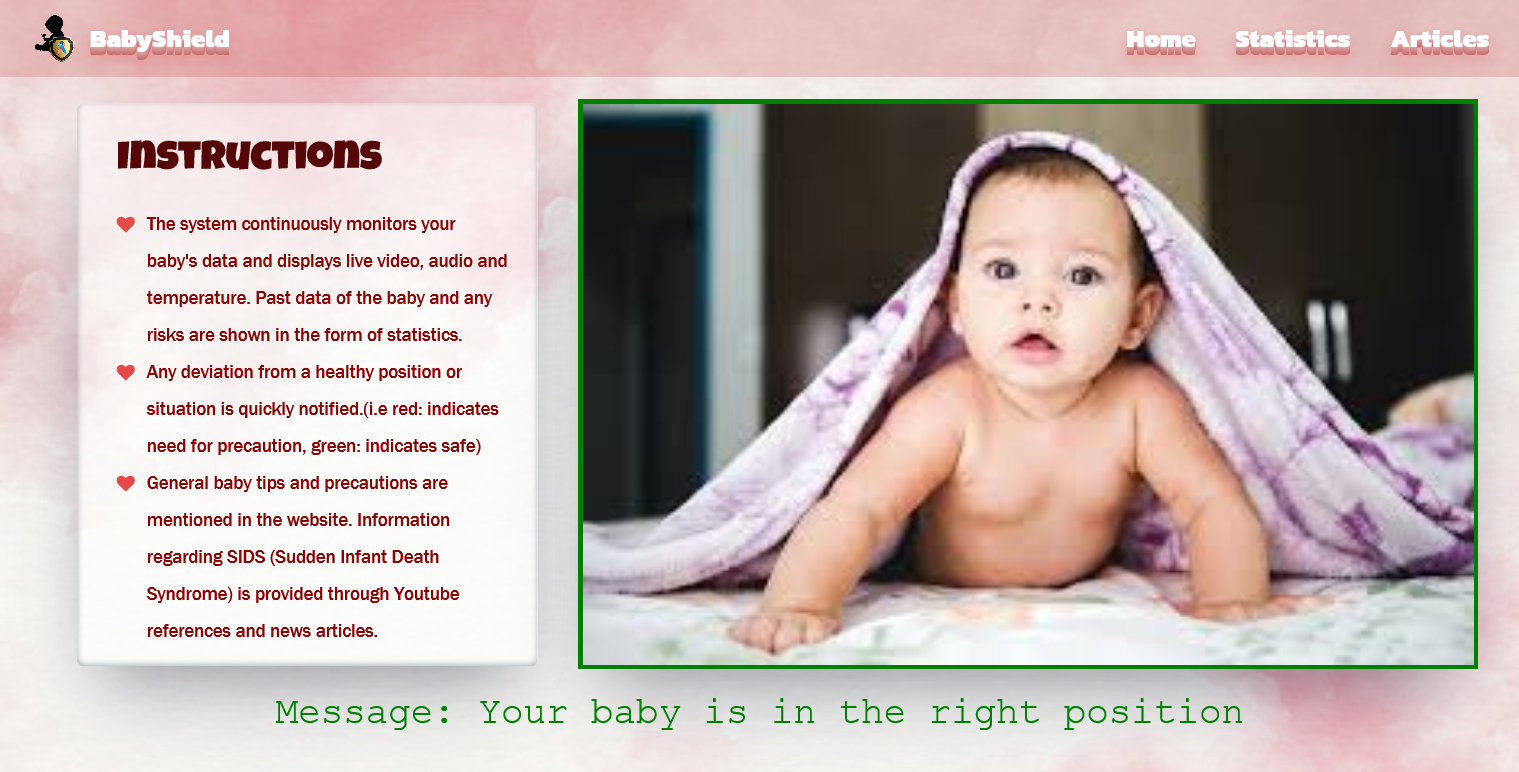 BabyShield
Home Statistics Articles
Instructions
The system continuously monitors your
baby's data and displays live video, audio and
temperature. Past data of the baby and any
risks are shown in the form of statistics.
Any deviation from a healthy position or
situation is quickly notified.(i.e red: indicates
need for precaution, green: indicates safe)
General baby tips and precautions are
mentioned in the website. Information
regarding SIDS (Sudden Infant Death
Syndrome) is provided through Youtube
references and news articles.
Message: Your baby is in the right position